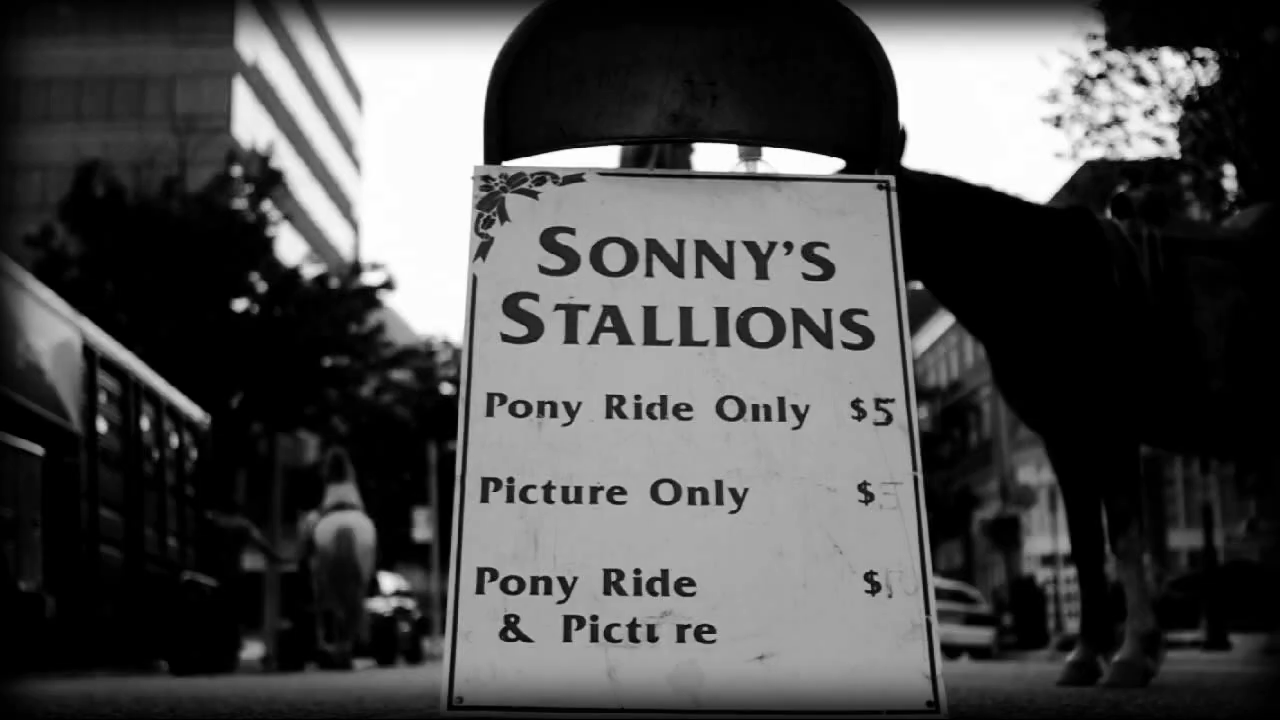 SONNY'S
STALLIONS
Pony Ride Only $5
Picture Only $
Pony Ride $
& Picture